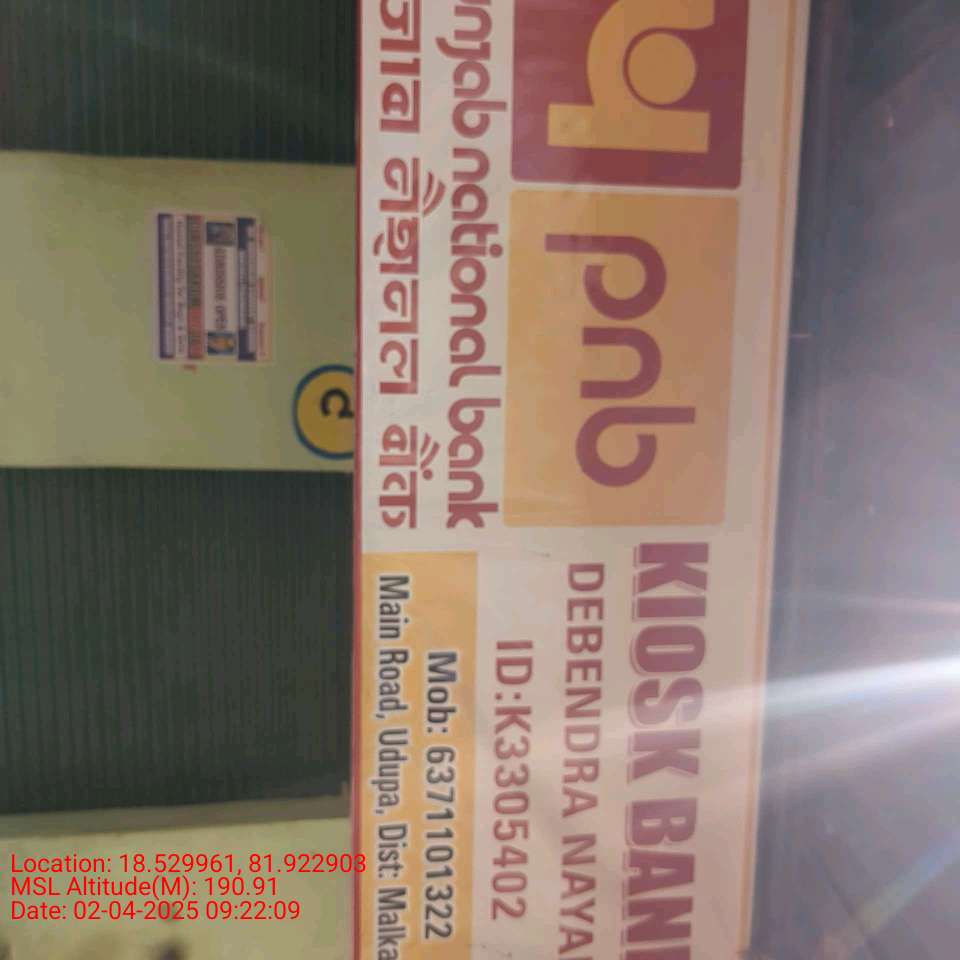 pnb
unjab national bank
जाब नैशनल बैंक
KIOSK BAN
DEBENDRA NAYA
ID:K3305402
Mob: 6371101322
Main Road, Udupa, Dist: Malka
Location: 18.529961, 81.922903
MSL Altitude(M): 190.91
Date: 02-04-2025 09:22:09